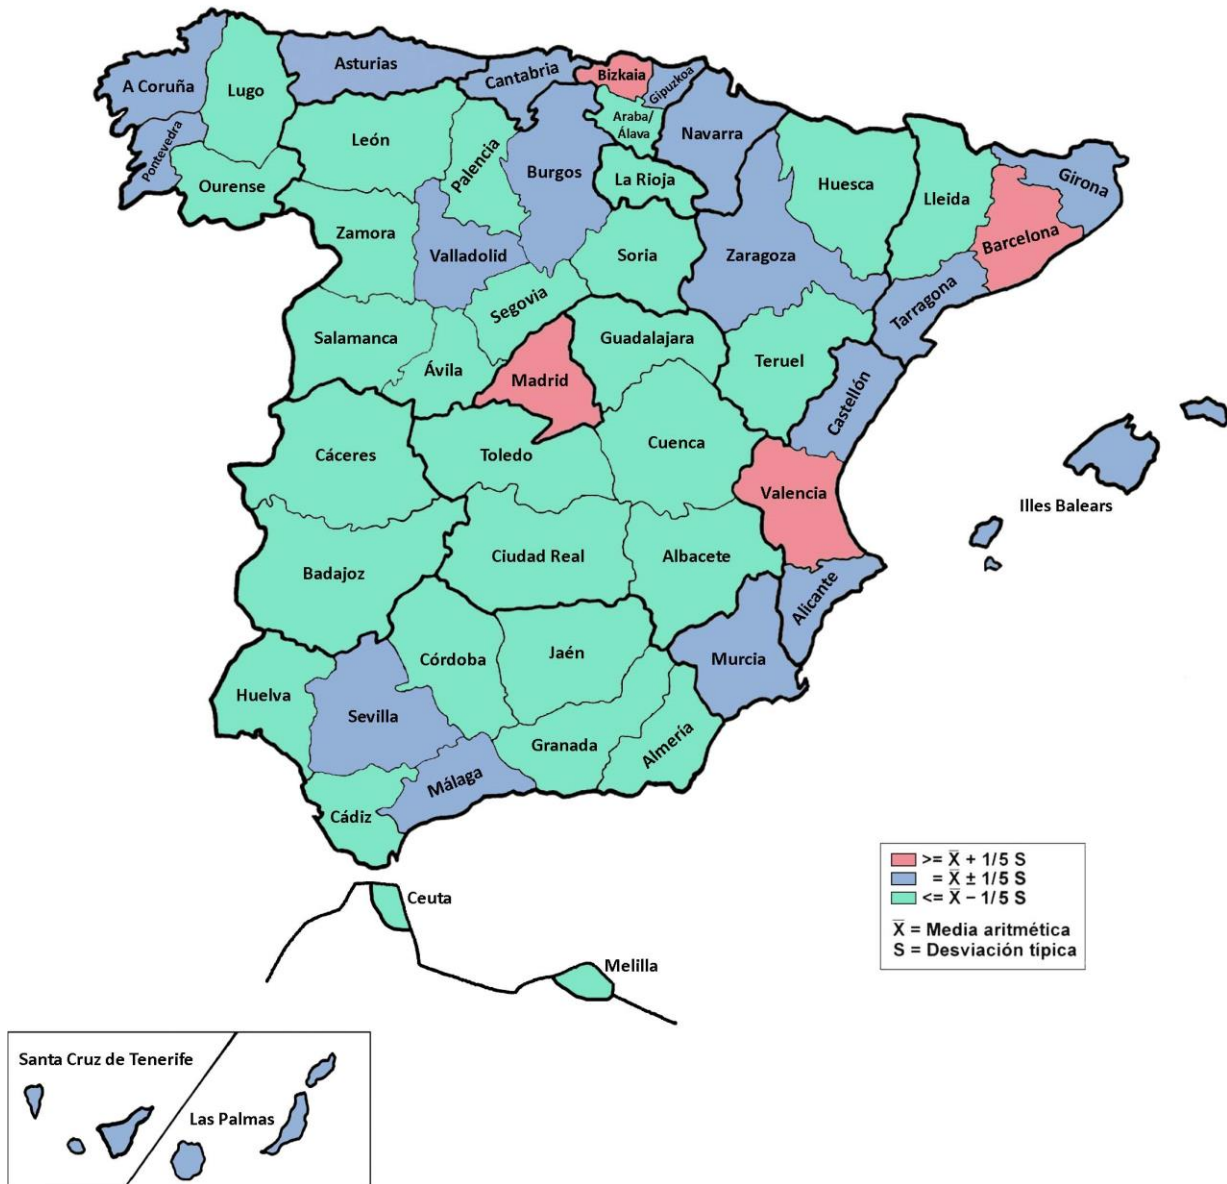 A Coruña
Lugo
Asturias
Cantabria
Bizkaia
Gipuzkoa
Pontevedra
Ourense
León
Palencia
Burgos
Araba/
Álava
Navarra
La Rioja
Huesca
Lleida
Girona
Barcelona
Zamora
Valladolid
Soria
Zaragoza
Tarragona
Segovia
Salamanca
Ávila
Madrid
Guadalajara
Teruel
Castellón
Cáceres
Toledo
Cuenca
Valencia
Illes Balears
Badajoz
Ciudad Real
Albacete
Alicante
Huelva
Sevilla
Córdoba
Jaén
Murcia
Granada
Almería
Málaga
Cádiz
Ceuta
Melilla
>= X̅ + 1/5 S
= X̅ ± 1/5 S
<= X̅ − 1/5 S
X̅ = Media aritmética
S = Desviación típica
Santa Cruz de Tenerife
Las Palmas